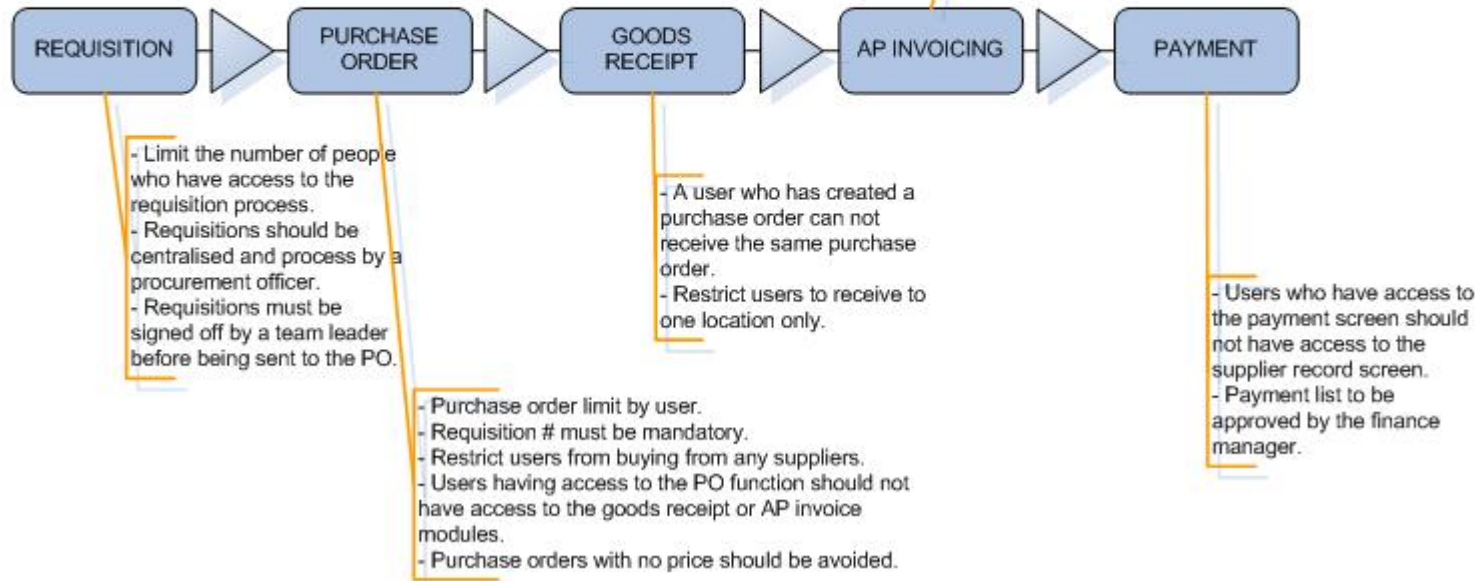 REQUISITION
PURCHASE
ORDER
GOODS
RECEIPT
AP INVOICING
PAYMENT
- Limit the number of people
who have access to the
requisition process.
- Requisitions should be
centralised and process by a
procurement officer.
- Requisitions must be
signed off by a team leader
before being sent to the PO.
- Purchase order limit by user.
- Requisition # must be mandatory.
- Restrict users from buying from any suppliers.
- Users having access to the PO function should not
have access to the goods receipt or AP invoice
modules.
- Purchase orders with no price should be avoided.
- A user who has created a
purchase order can not
receive the same purchase
order.
- Restrict users to receive to
one location only.
- Users who have access to
the payment screen should
not have access to the
supplier record screen.
- Payment list to be
approved by the finance
manager.